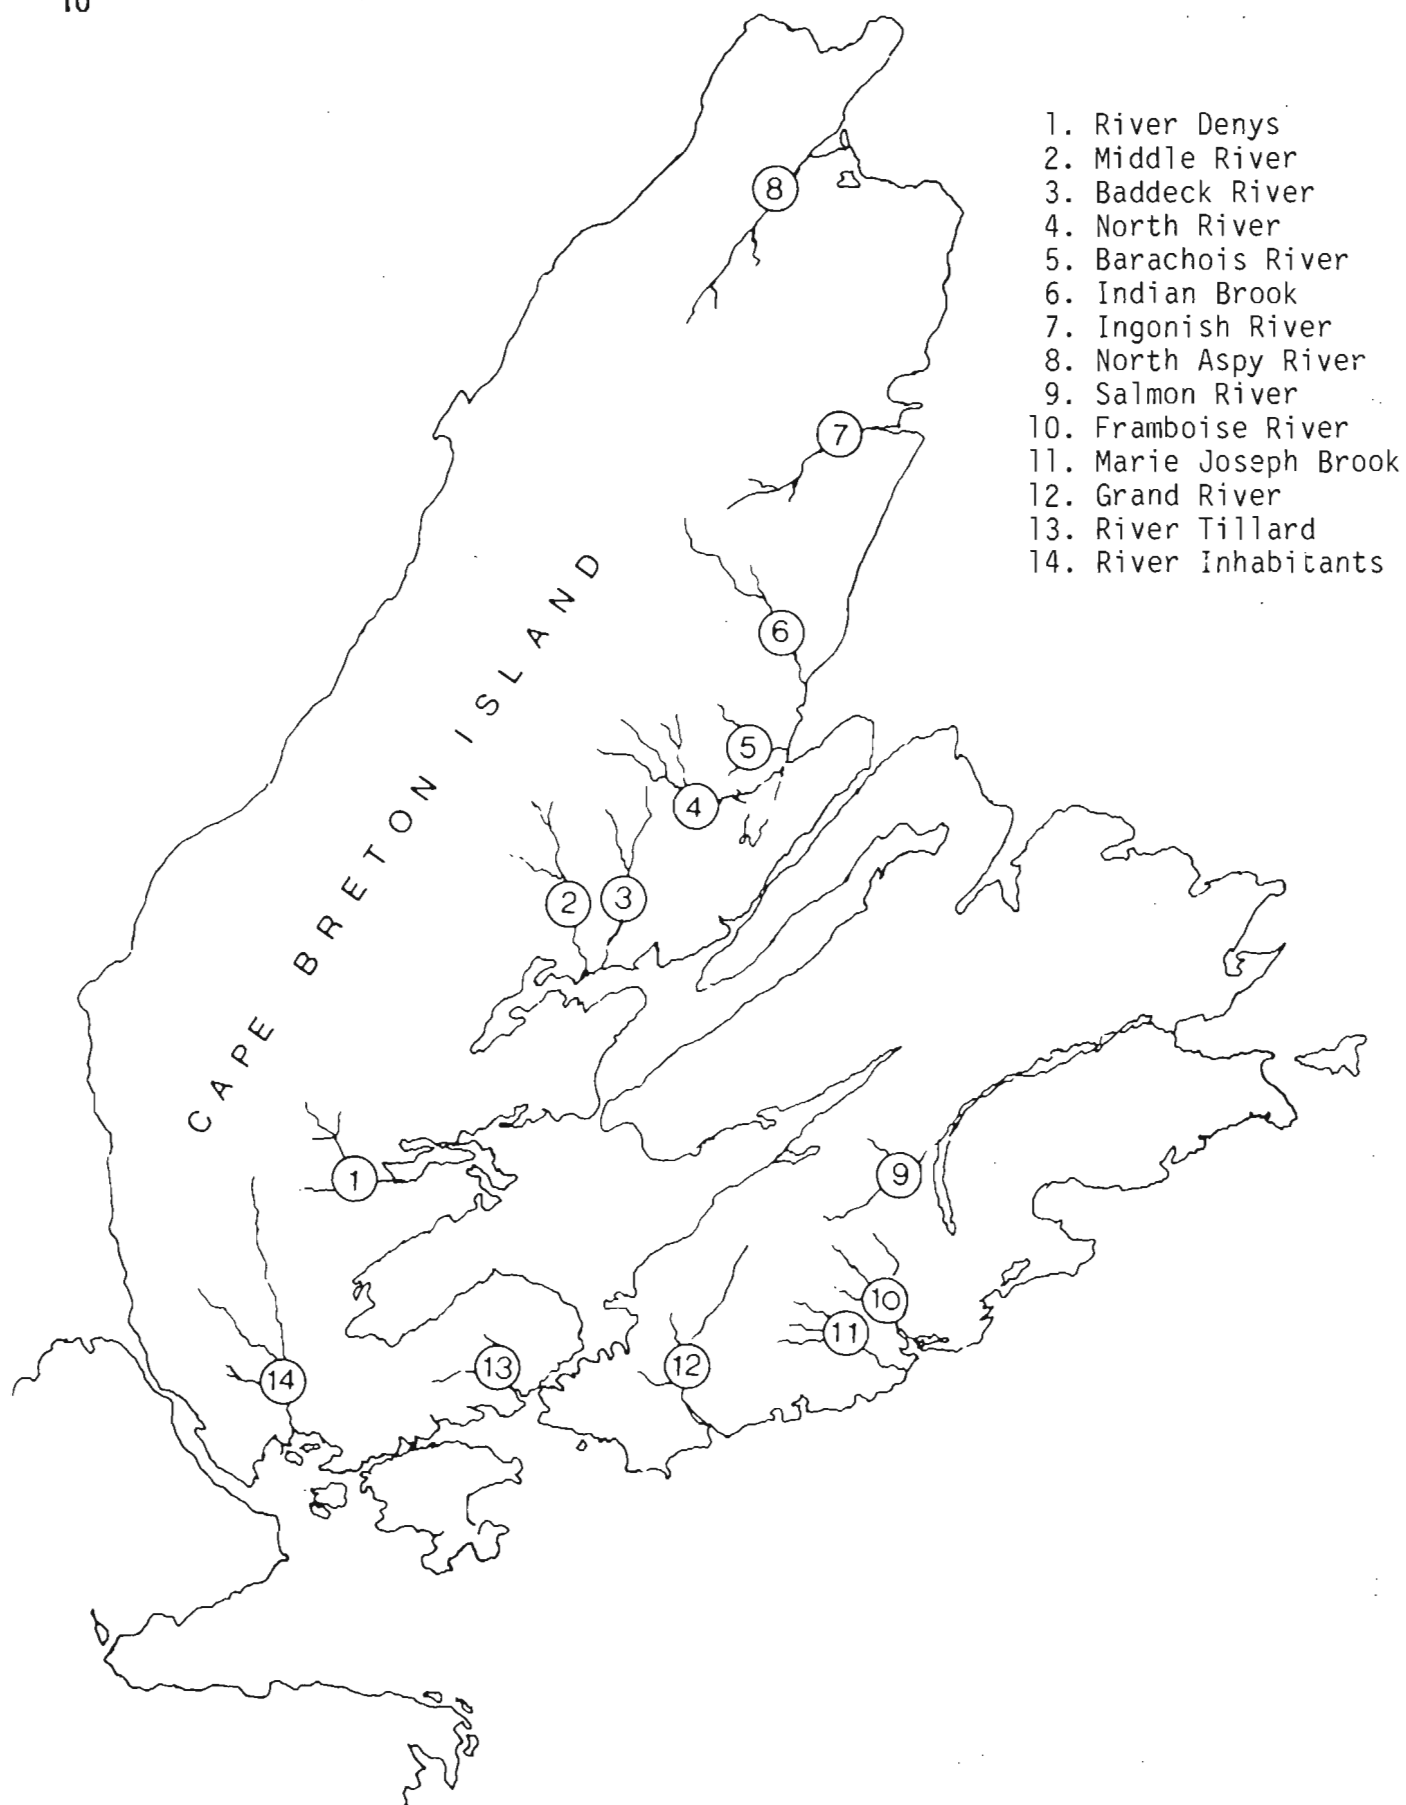 10
1. River Denys
2. Middle River
3. Baddeck River
4. North River
5. Barachois River
6. Indian Brook
7. Ingonish River
8. North Aspy River
9. Salmon River
10. Framboise River
11. Marie Joseph Brook
12. Grand River
13. River Tillard
14. River Inhabitants
8
7
6
5
4
2
3
CAPE BRETON ISLAND
1
9
10
11
12
13
14